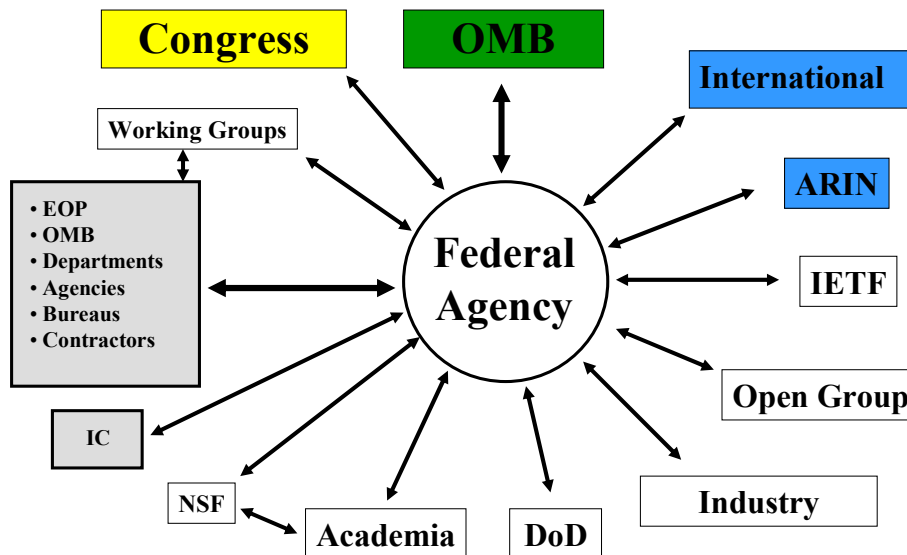 Congress
OMB
International
Working Groups
ARIN
• EOP
• OMB
• Departments
• Agencies
• Bureaus
• Contractors
Federal
Agency
IETF
Open Group
IC
NSF
Academia
DoD
Industry